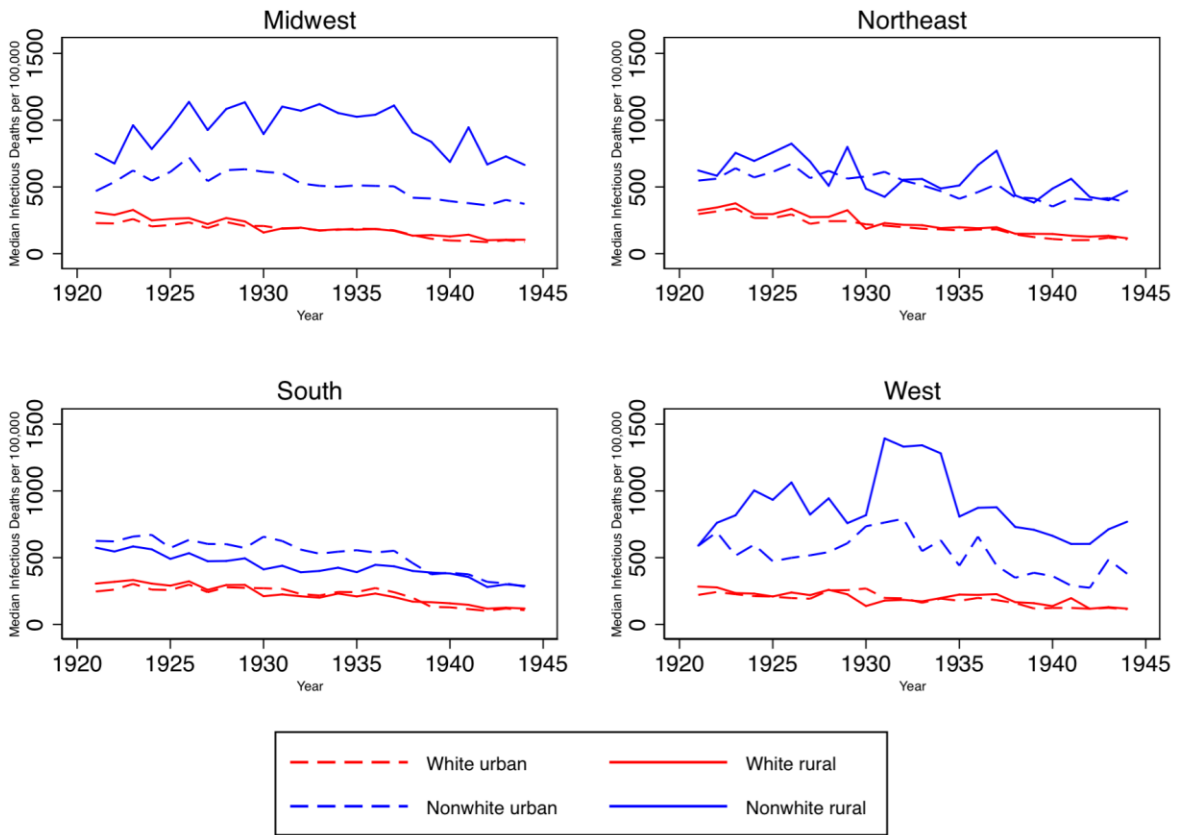 Midwest
Median Infectious Deaths per 100,000
0 500 1000 1500
1920 1925 1930 1935 1940 1945
Year
Northeast
Median Infectious Deaths per 100,000
0 500 1000 1500
1920 1925 1930 1935 1940 1945
Year
South
Median Infectious Deaths per 100,000
0 500 1000 1500
1920 1925 1930 1935 1940 1945
Year
West
Median Infectious Deaths per 100,000
0 500 1000 1500
1920 1925 1930 1935 1940 1945
Year
White urban White rural
Nonwhite urban Nonwhite rural